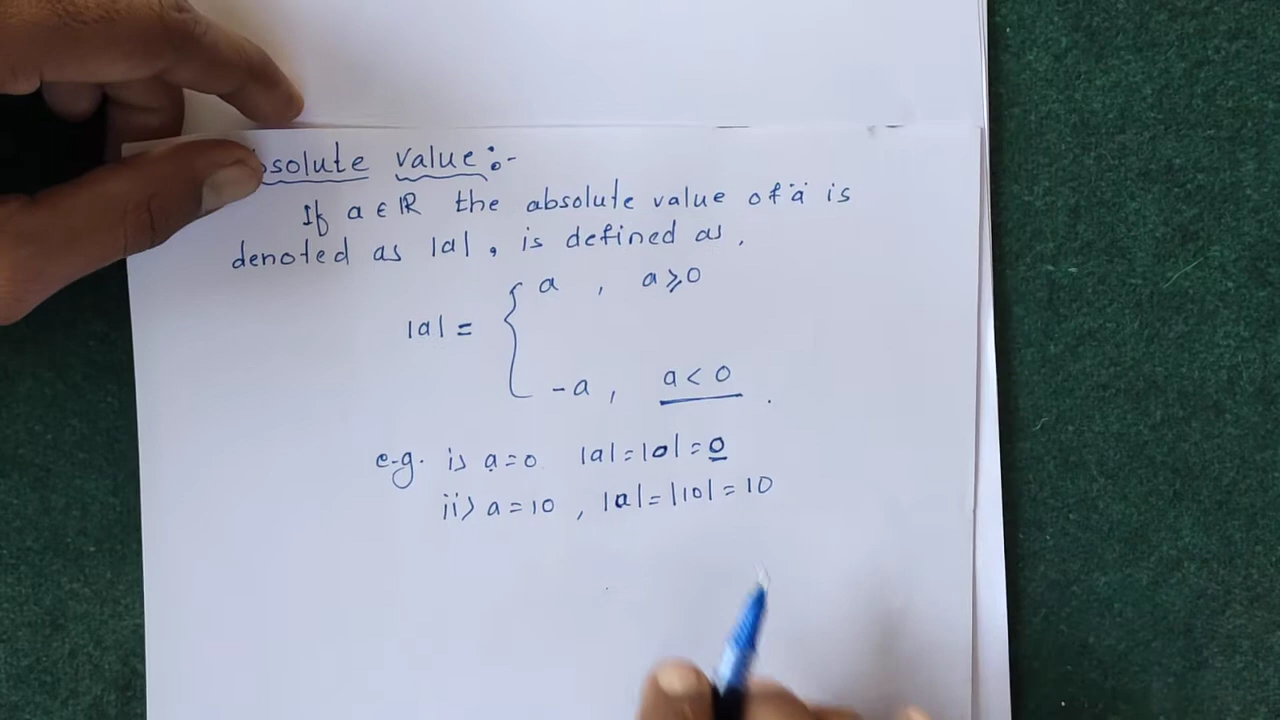 bsolute value:-
If a ∈ ℝ the absolute value of "a" is
denoted as |a|, is defined as,
|a| = { a , a ⩾ 0
-a , a < 0 .
e.g. i> a = 0 |a| = |0| = 0
ii> a = 10 , |a| = |10| = 10